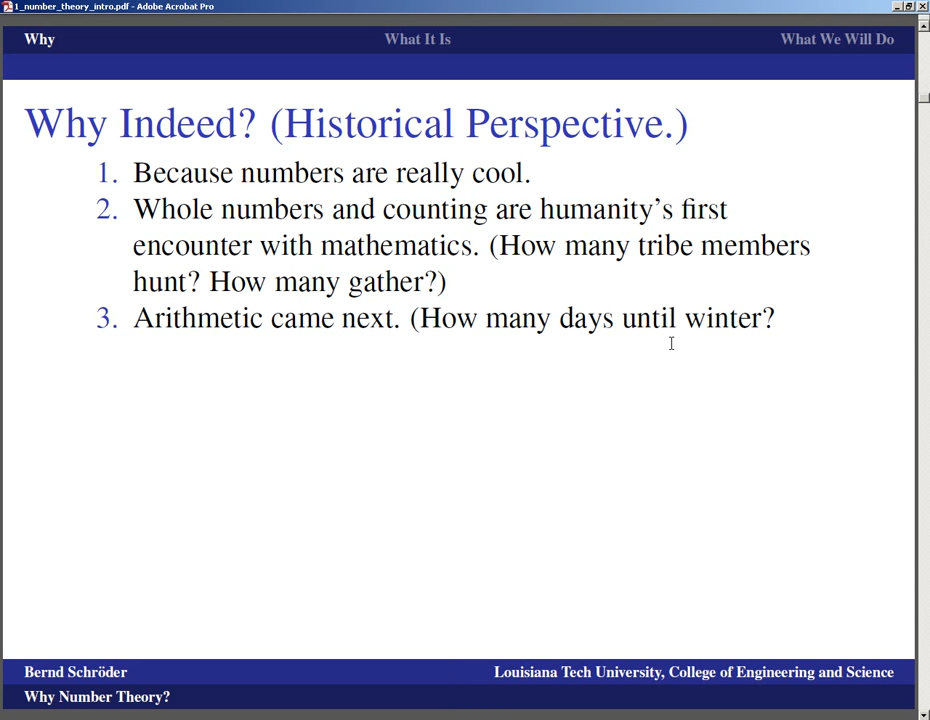 1_number_theory_intro.pdf - Adobe Acrobat Pro
Why What It Is What We Will Do
Why Indeed? (Historical Perspective.)
1. Because numbers are really cool.
2. Whole numbers and counting are humanity's first
encounter with mathematics. (How many tribe members
hunt? How many gather?)
3. Arithmetic came next. (How many days until winter?
Bernd Schröder Louisiana Tech University, College of Engineering and Science
Why Number Theory?